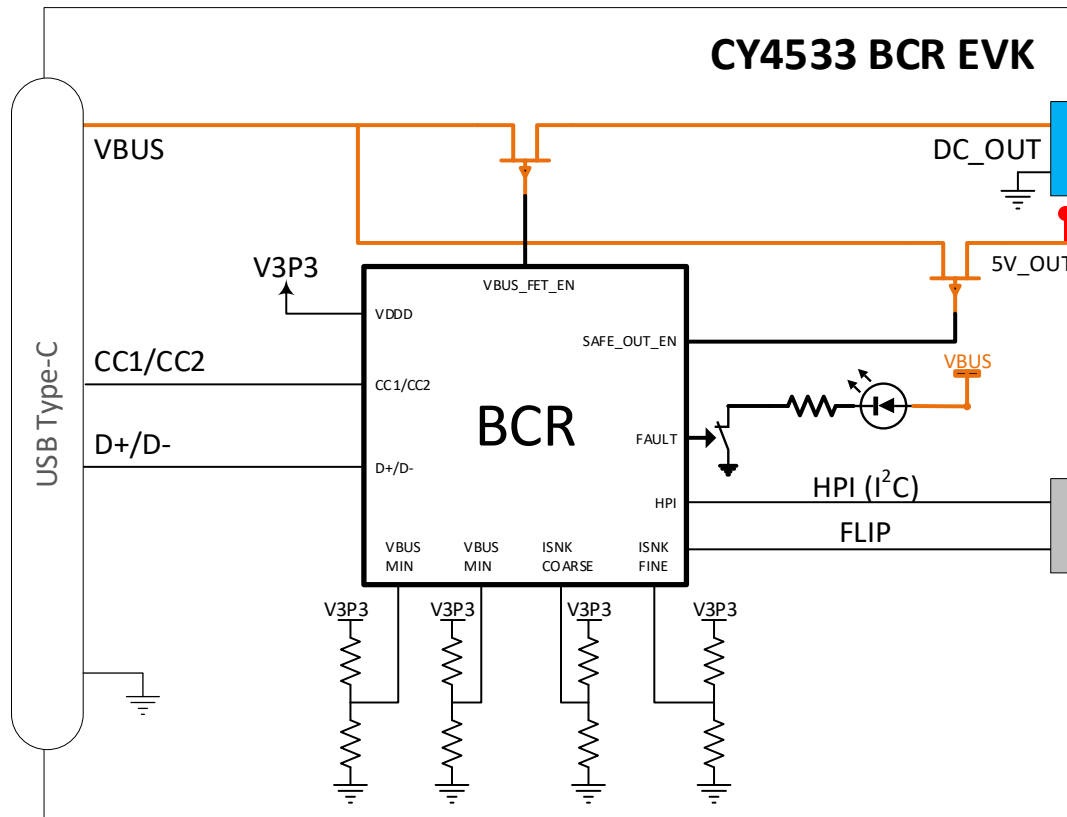 CY4533 BCR EVK
VBUS
DC_OUT
5V_OUT
V3P3
VBUS_FET_EN
VDDD
SAFE_OUT_EN
USB Type-C
CC1/CC2
CC1/CC2
BCR
VBUS
FAULT
D+/D-
D+/D-
HPI
HPI (I²C)
FLIP
VBUS
MIN
VBUS
MIN
ISNK
COARSE
ISNK
FINE
V3P3
V3P3
V3P3
V3P3